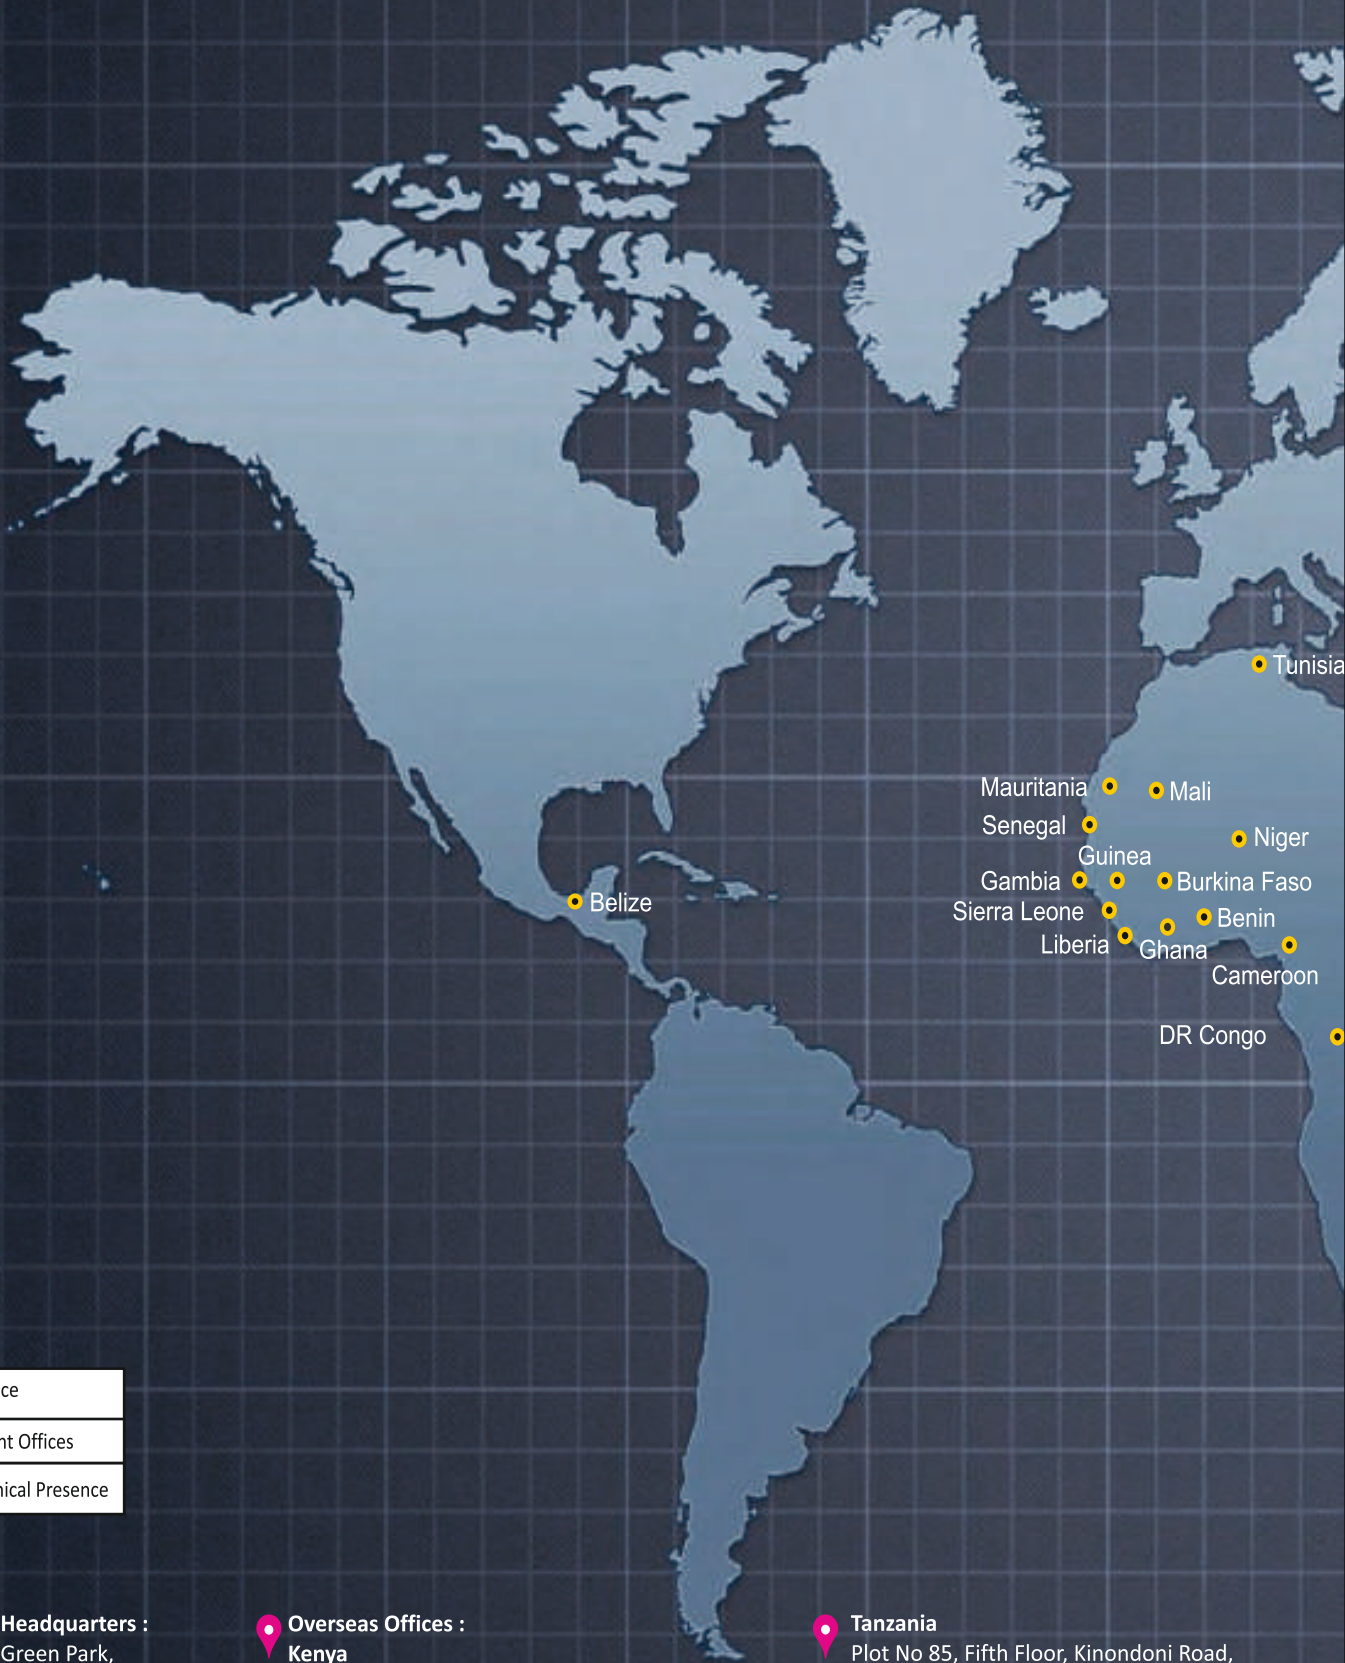 Tunisia
Mauritania
Mali
Senegal
Niger
Guinea
Gambia
Burkina Faso
Belize
Sierra Leone
Benin
Liberia
Ghana
Cameroon
DR Congo
ce
nt Offices
nical Presence
Headquarters :
Green Park,
Overseas Offices :
Kenya
Tanzania
Plot No 85, Fifth Floor, Kinondoni Road,